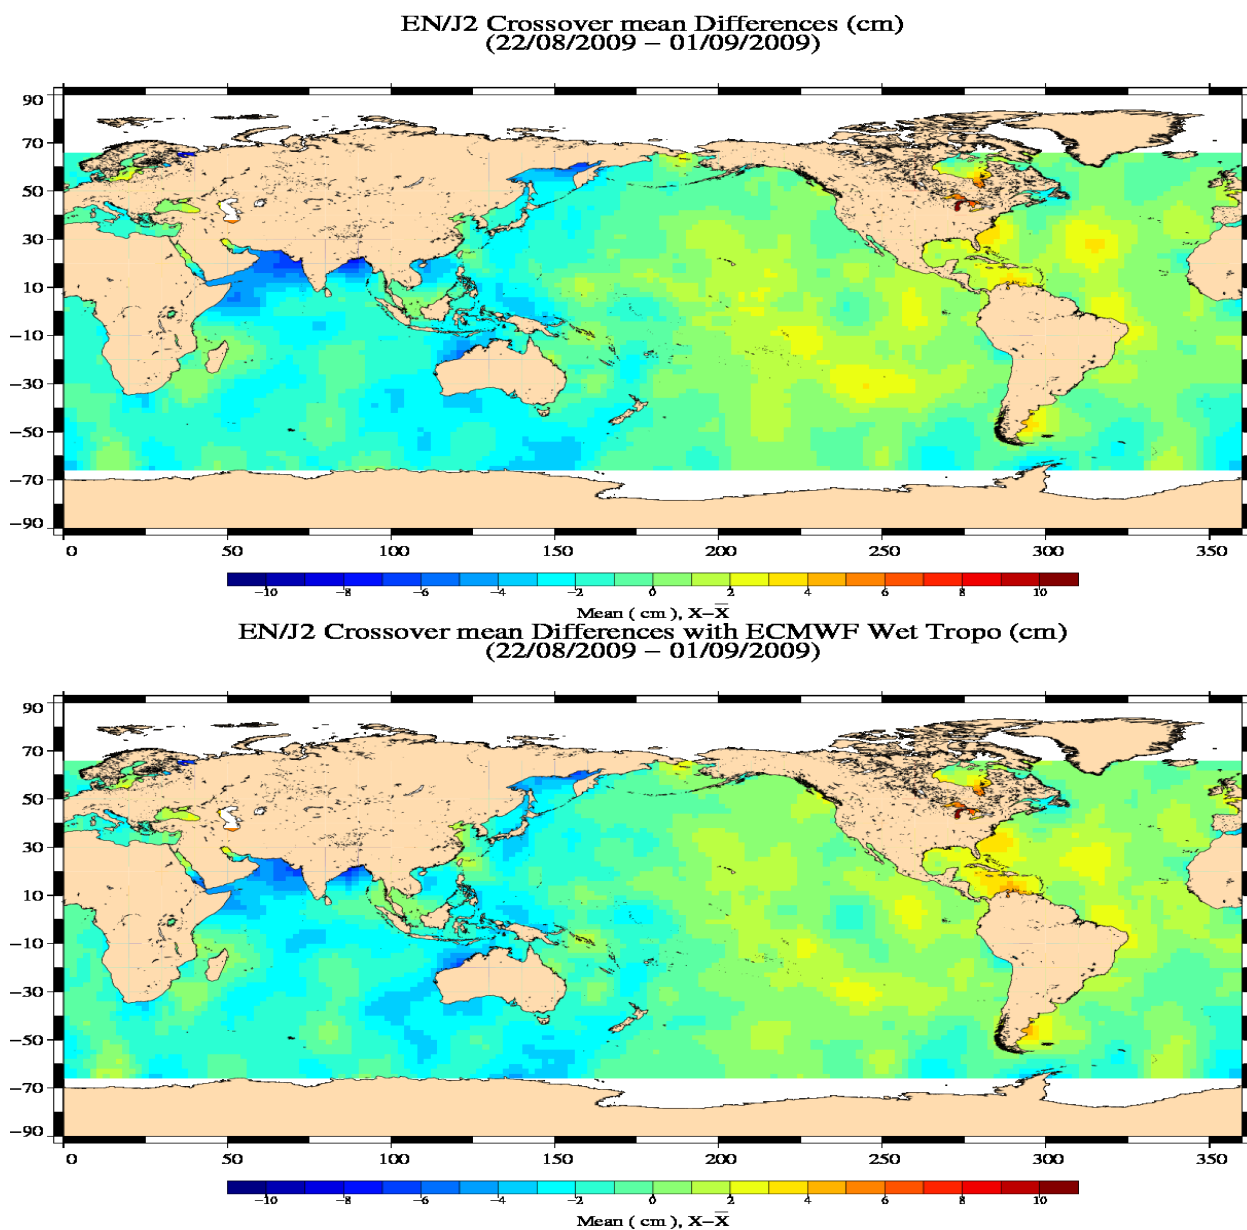 EN/J2 Crossover mean Differences (cm)
(22/08/2009 − 01/09/2009)
90
70
50
30
10
−10
−30
−50
−70
−90
0 50 100 150 200 250 300 350
−10 −8 −6 −4 −2 0 2 4 6 8 10
Mean ( cm ), X−X̅
EN/J2 Crossover mean Differences with ECMWF Wet Tropo (cm)
(22/08/2009 − 01/09/2009)
90
70
50
30
10
−10
−30
−50
−70
−90
0 50 100 150 200 250 300 350
−10 −8 −6 −4 −2 0 2 4 6 8 10
Mean ( cm ), X−X̅